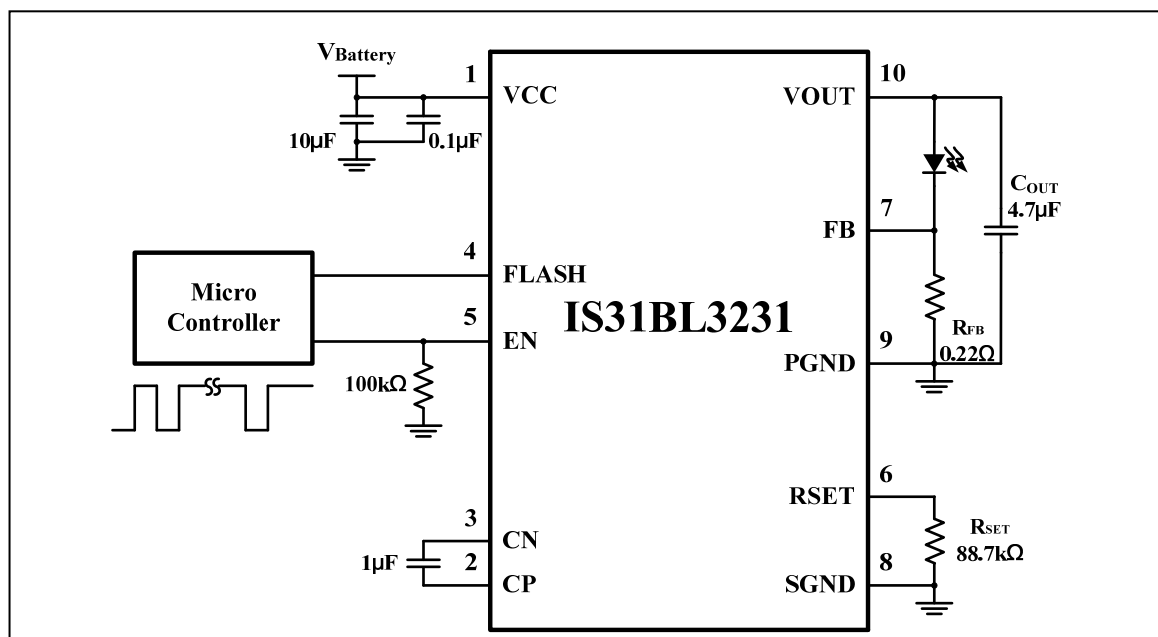 VBattery
1
VCC
10µF
0.1µF
10
VOUT
COUT
4.7µF
7
FB
4
FLASH
Micro
Controller
5
EN
IS31BL3231
RFB
0.22Ω
9
PGND
100kΩ
6
RSET
3
CN
1µF
2
CP
RSET
88.7kΩ
8
SGND